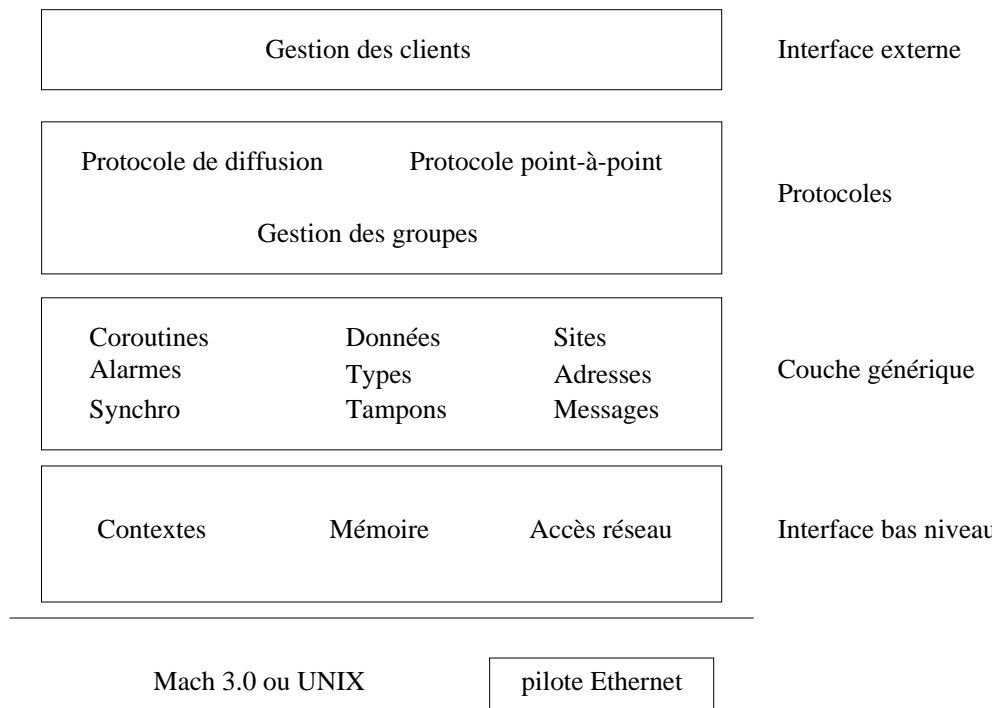 Gestion des clients Interface externe
Protocole de diffusion Protocole point-à-point
Protocoles
Gestion des groupes
Coroutines Données Sites
Alarmes Types Adresses Couche générique
Synchro Tampons Messages
Contextes Mémoire Accès réseau Interface bas niveau
Mach 3.0 ou UNIX pilote Ethernet